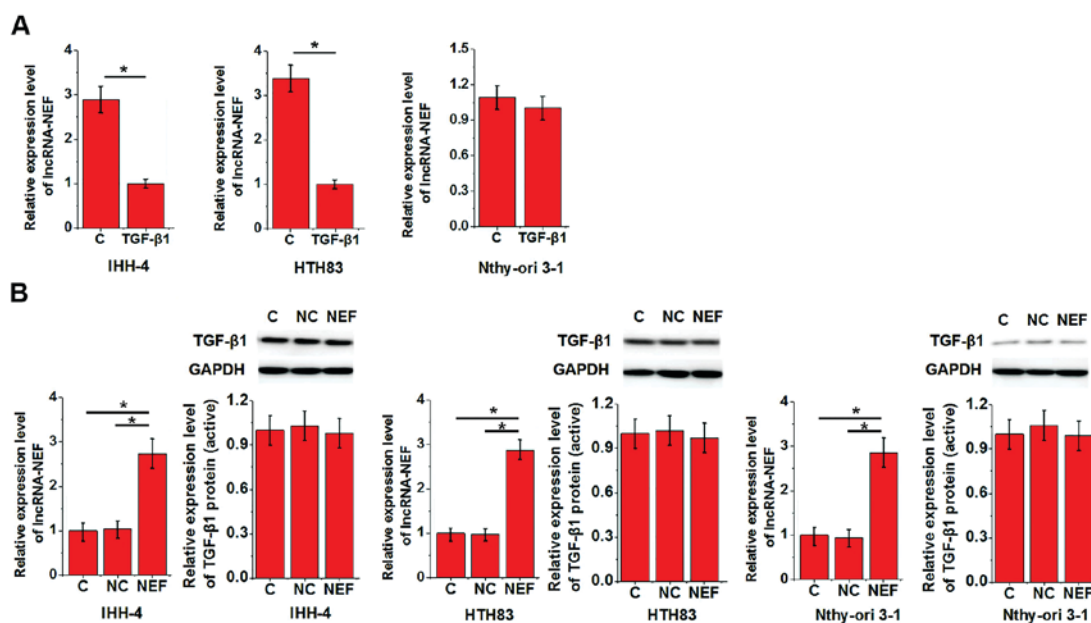 A
Relative expression level
of lncRNA-NEF
4
3
2
1
0
*
C
TGF-β1
IHH-4
Relative expression level
of lncRNA-NEF
4
3
2
1
0
*
C
TGF-β1
HTH83
Relative expression level
of lncRNA-NEF
1.5
1.2
0.9
0.6
0.3
0.0
C
TGF-β1
Nthy-ori 3-1
B
Relative expression level
of lncRNA-NEF
4
3
2
1
0
*
*
C NC NEF
IHH-4
C NC NEF
TGF-β1
GAPDH
Relative expression level
of TGF-β1 protein (active)
1.2
0.9
0.6
0.3
0.0
C NC NEF
IHH-4
Relative expression level
of lncRNA-NEF
4
3
2
1
0
*
*
C NC NEF
HTH83
C NC NEF
TGF-β1
GAPDH
Relative expression level
of TGF-β1 protein (active)
1.2
0.9
0.6
0.3
0.0
C NC NEF
HTH83
Relative expression level
of lncRNA-NEF
4
3
2
1
0
*
*
C NC NEF
Nthy-ori 3-1
C NC NEF
TGF-β1
GAPDH
Relative expression level
of TGF-β1 protein (active)
1.2
0.9
0.6
0.3
0.0
C NC NEF
Nthy-ori 3-1